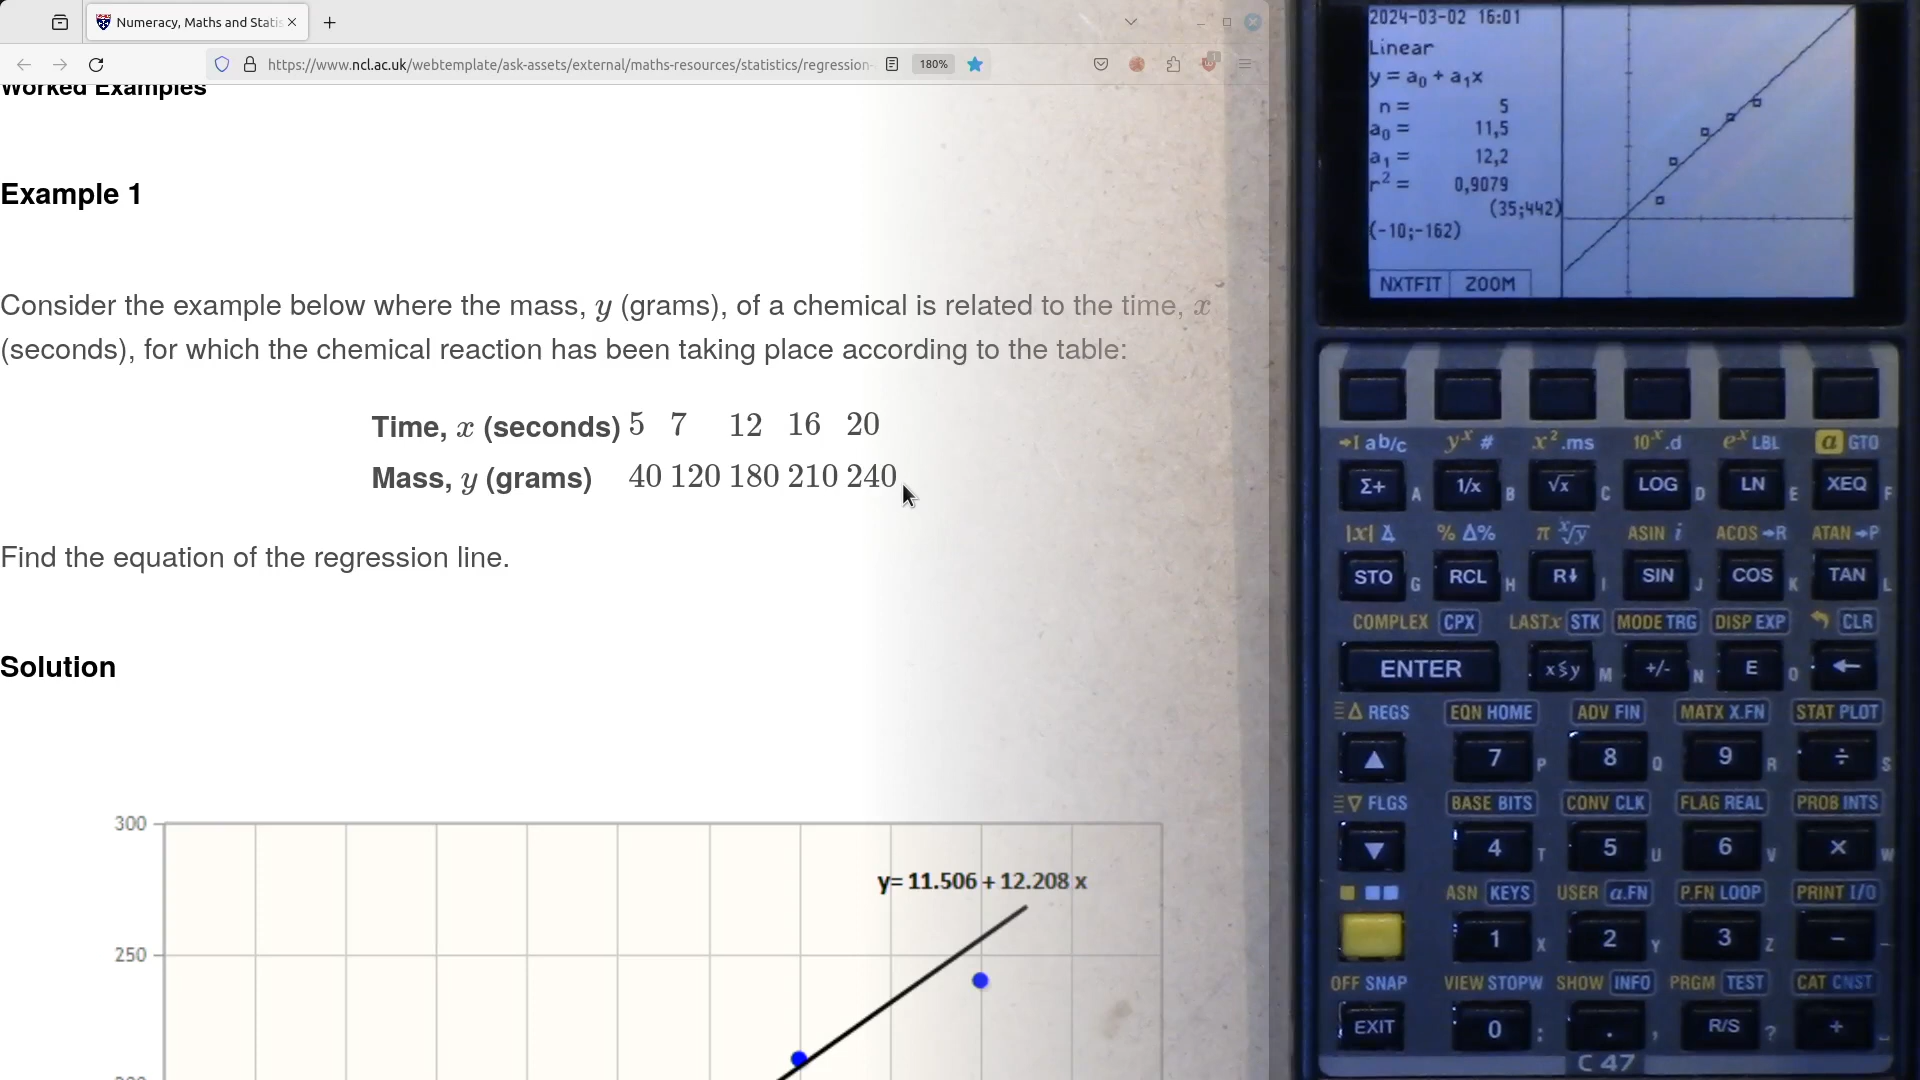 Numeracy, Maths and Statis
https://www.ncl.ac.uk/webtemplate/ask-assets/external/maths-resources/statistics/regression-
180%
1
Worked Examples
Example 1
Consider the example below where the mass, y (grams), of a chemical is related to the time, x
(seconds), for which the chemical reaction has been taking place according to the table:
Time, x (seconds) 5 7 12 16 20
Mass, y (grams) 40 120 180 210 240
Find the equation of the regression line.
Solution
300
y= 11.506 + 12.208 x
250
2024-03-02 16:01
Linear
y = a₀ + a₁x
n = 5
a₀ = 11,5
a₁ = 12,2
r² = 0,9079
(35;442)
(-10;-162)
NXTFIT ZOOM
→I ab/c yˣ # x² .ms 10ˣ .d eˣ LBL α GTO
Σ+ A 1/x B √x C LOG D LN E XEQ F
|x| ∡ % Δ% π ˣ√y ASIN i ACOS →R ATAN →P
STO G RCL H R↓ I SIN J COS K TAN L
COMPLEX CPX LASTx STK MODE TRG DISP EXP CLR
ENTER x≶y M +/- N E O ←
△ REGS EQN HOME ADV FIN MATX X.FN STAT PLOT
▲ 7 P 8 Q 9 R ÷ S
▽ FLGS BASE BITS CONV CLK FLAG REAL PROB INTS
▼ 4 T 5 U 6 V × W
ASN KEYS USER α.FN P.FN LOOP PRINT I/O
1 X 2 Y 3 Z − _
OFF SNAP VIEW STOPW SHOW INFO PRGM TEST CAT CNST
EXIT 0 : . , R/S ? +
C 47